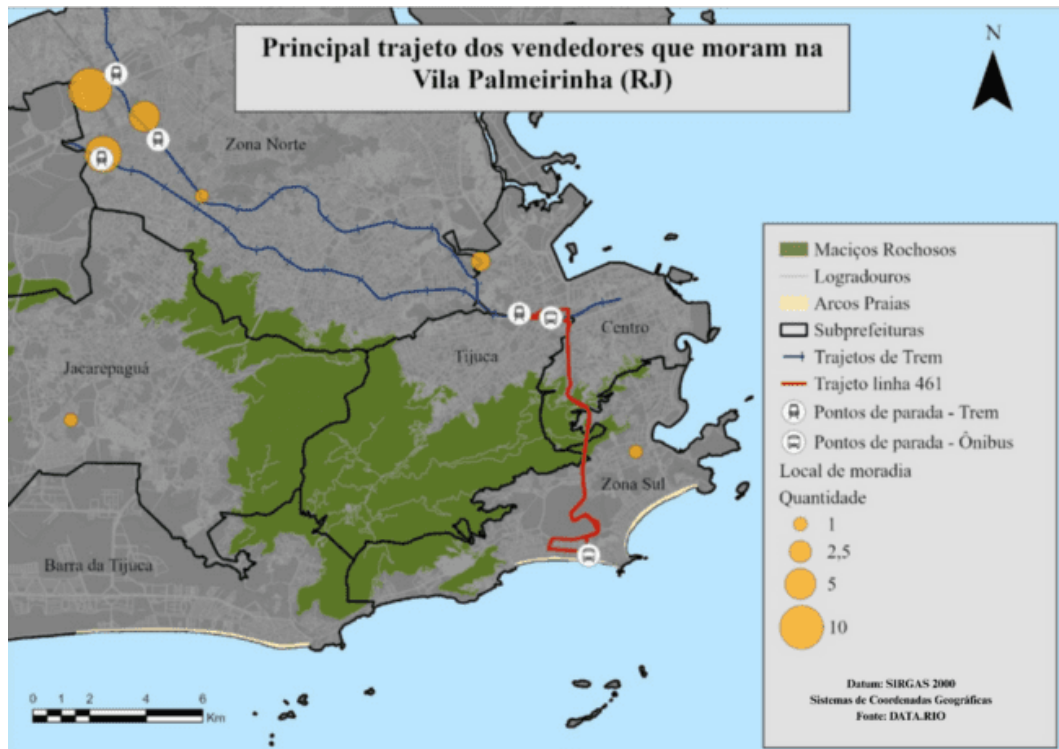 Principal trajeto dos vendedores que moram na
Vila Palmeirinha (RJ)
N
Zona Norte
Centro
Tijuca
Jacarepaguá
Zona Sul
Barra da Tijuca
Maciços Rochosos
Logradouros
Arcos Praias
Subprefeituras
Trajetos de Trem
Trajeto linha 461
Pontos de parada - Trem
Pontos de parada - Ônibus
Local de moradia
Quantidade
1
2,5
5
10
Datum: SIRGAS 2000
Sistemas de Coordenadas Geográficas
Fonte: DATA.RIO
0 1 2 4 6
Km